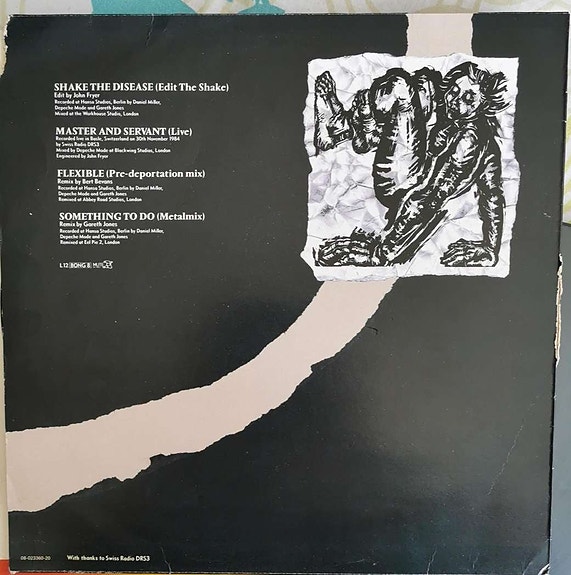 SHAKE THE DISEASE (Edit The Shake)
Edit by John Fryer
Recorded at Hansa Studios, Berlin by Daniel Miller,
Depeche Mode and Gareth Jones
Mixed at the Workhouse Studio, London
MASTER AND SERVANT (Live)
Recorded live in Basle, Switzerland on 30th November 1984
by Swiss Radio DRS3
Mixed by Depeche Mode at Blackwing Studios, London
Engineered by John Fryer
FLEXIBLE (Pre-deportation mix)
Remix by Bert Bevans
Recorded at Hansa Studios, Berlin by Daniel Miller,
Depeche Mode and Gareth Jones
Remixed at Abbey Road Studios, London
SOMETHING TO DO (Metalmix)
Remix by Gareth Jones
Recorded at Hansa Studios, Berlin by Daniel Miller,
Depeche Mode and Gareth Jones
Remixed at Eel Pie 2, London
L12 BONG 8 MUTE
08-023360-20
With thanks to Swiss Radio DRS3